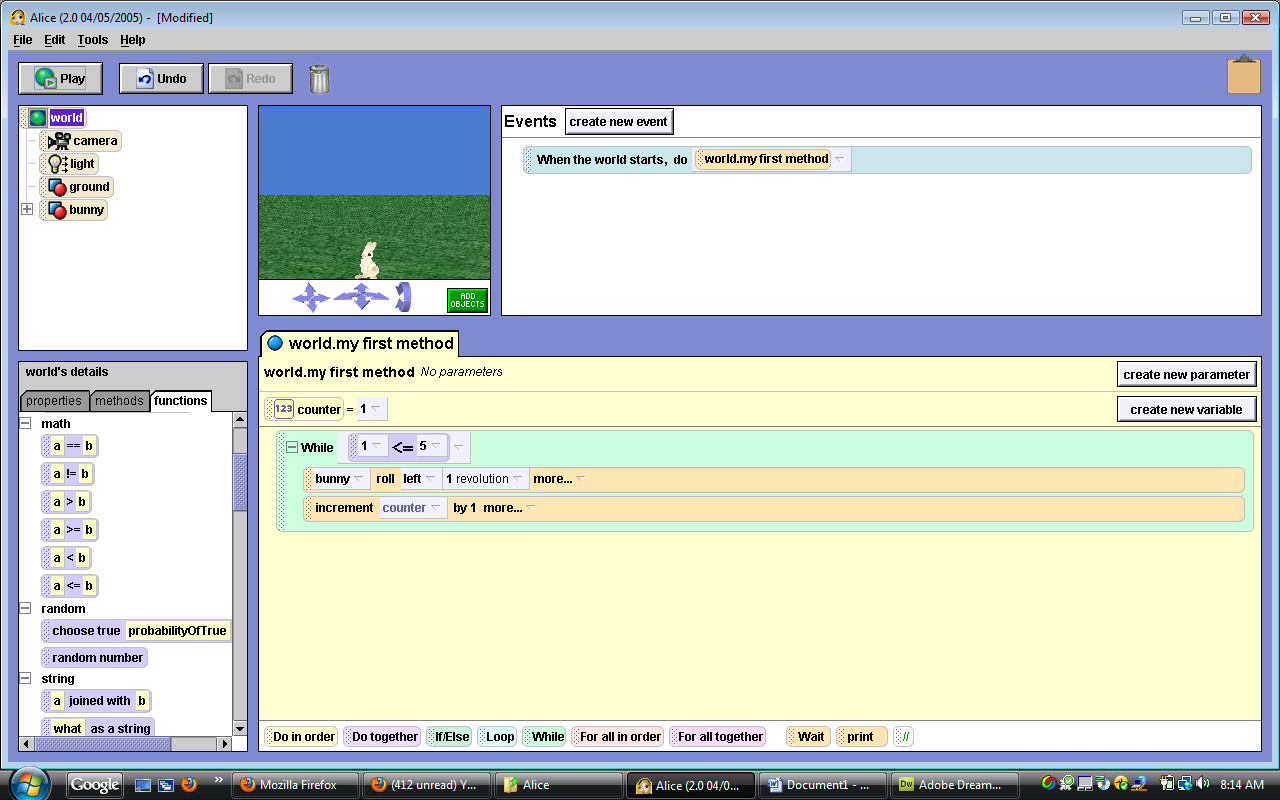 Alice (2.0 04/05/2005) - [Modified]
File Edit Tools Help
Play Undo Redo
world
camera
light
ground
bunny
ADD
OBJECTS
Events create new event
When the world starts, do world.my first method
world's details
properties methods functions
math
a == b
a != b
a > b
a >= b
a < b
a <= b
random
choose true probabilityOfTrue
random number
string
a joined with b
what as a string
world.my first method
world.my first method No parameters create new parameter
123 counter = 1 create new variable
While 1 <= 5
bunny roll left 1 revolution more...
increment counter by 1 more...
Do in order Do together If/Else Loop While For all in order For all together Wait print //
Google » Mozilla Firefox (412 unread) Y... Alice Alice (2.0 04/0... Document1 - ... Dw Adobe Dream... 8:14 AM